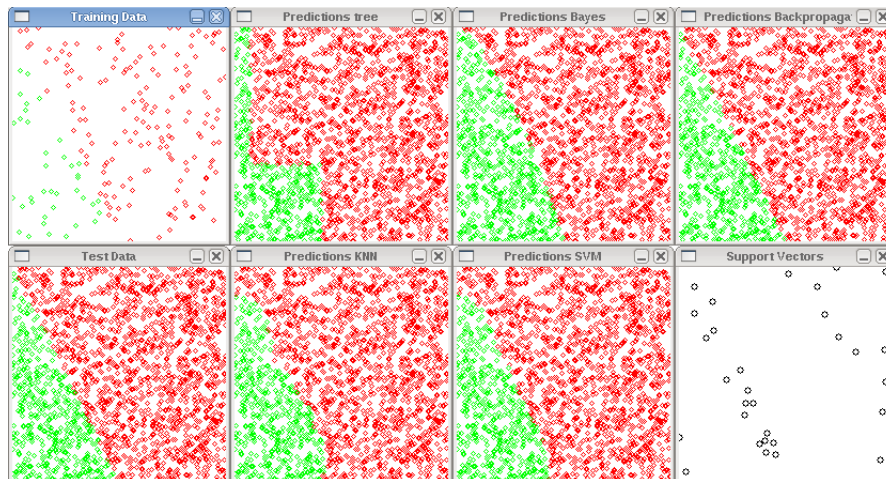 Training Data
Predictions tree
Predictions Bayes
Predictions Backpropaga
Test Data
Predictions KNN
Predictions SVM
Support Vectors